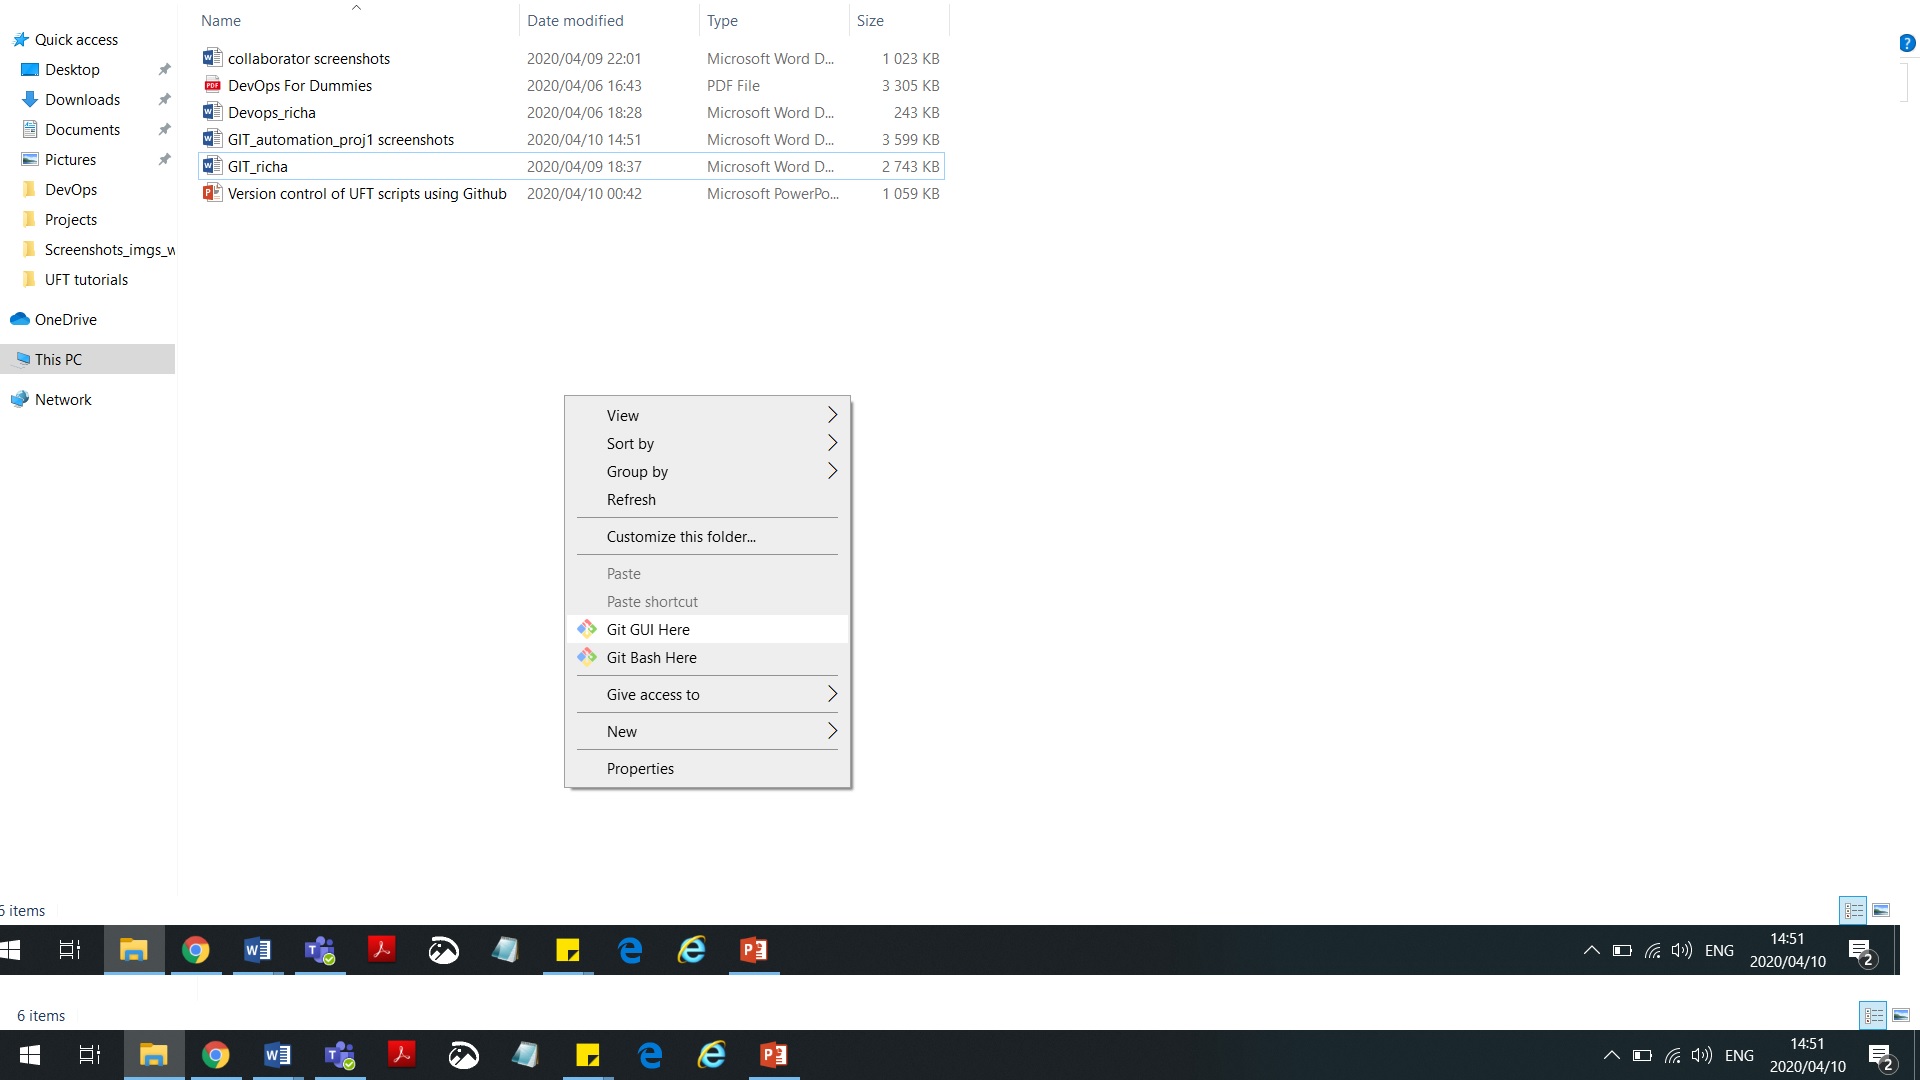 Name Date modified Type Size
Quick access
Desktop
Downloads
Documents
Pictures
DevOps
Projects
Screenshots_imgs_w
UFT tutorials
OneDrive
This PC
Network
collaborator screenshots 2020/04/09 22:01 Microsoft Word D... 1 023 KB
DevOps For Dummies 2020/04/06 16:43 PDF File 3 305 KB
Devops_richa 2020/04/06 18:28 Microsoft Word D... 243 KB
GIT_automation_proj1 screenshots 2020/04/10 14:51 Microsoft Word D... 3 599 KB
GIT_richa 2020/04/09 18:37 Microsoft Word D... 2 743 KB
Version control of UFT scripts using Github 2020/04/10 00:42 Microsoft PowerPo... 1 059 KB
View
Sort by
Group by
Refresh
Customize this folder...
Paste
Paste shortcut
Git GUI Here
Git Bash Here
Give access to
New
Properties
6 items
ENG 14:51
2020/04/10
2
6 items
ENG 14:51
2020/04/10
2